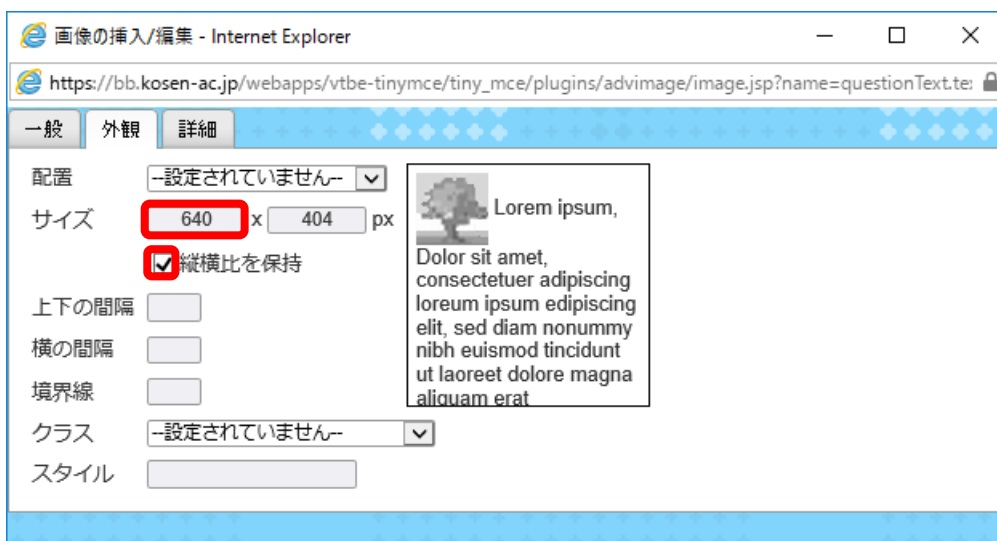 画像の挿入/編集 - Internet Explorer
https://bb.kosen-ac.jp/webapps/vtbe-tinymce/tiny_mce/plugins/advimage/image.jsp?name=questionText.te
一般 外観 詳細
配置 --設定されていません--
サイズ 640 x 404 px
縦横比を保持
上下の間隔
横の間隔
境界線
クラス --設定されていません--
スタイル
Lorem ipsum,
Dolor sit amet,
consectetuer adipiscing
loreum ipsum edipiscing
elit, sed diam nonummy
nibh euismod tincidunt
ut laoreet dolore magna
aliquam erat